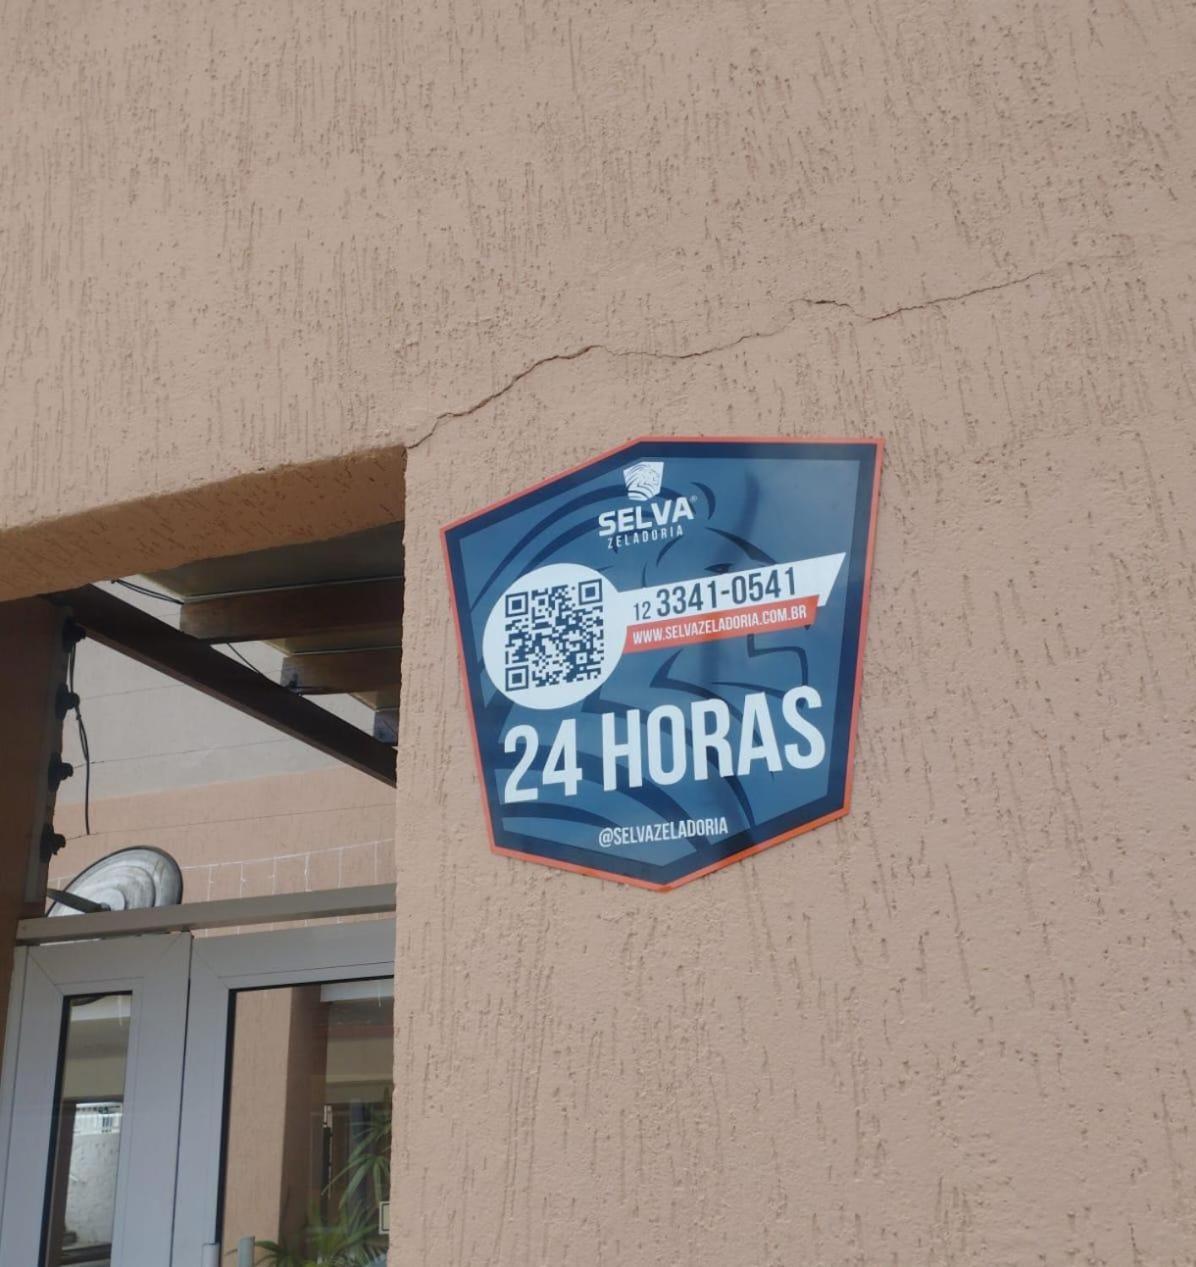 SELVA®
ZELADORIA
12 3341-0541
WWW.SELVAZELADORIA.COM.BR
24 HORAS
@SELVAZELADORIA